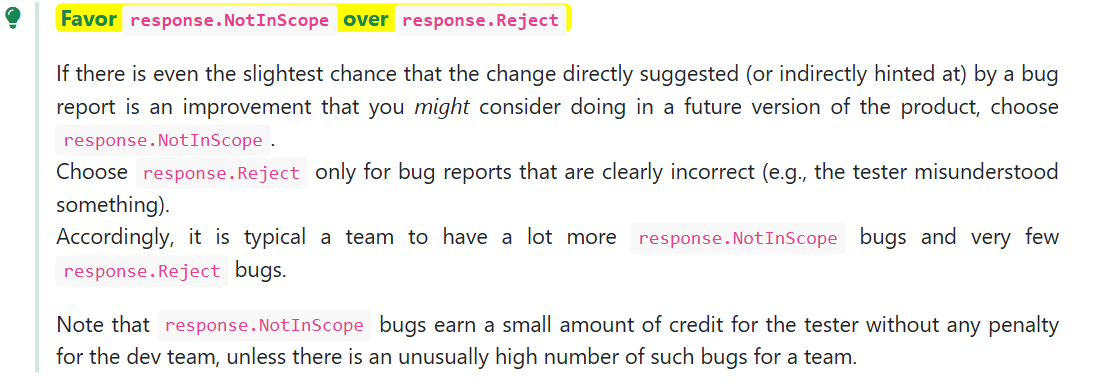 Favor response.NotInScope over response.Reject
If there is even the slightest chance that the change directly suggested (or indirectly hinted at) by a bug
report is an improvement that you might consider doing in a future version of the product, choose
response.NotInScope.
Choose response.Reject only for bug reports that are clearly incorrect (e.g., the tester misunderstood
something).
Accordingly, it is typical a team to have a lot more response.NotInScope bugs and very few
response.Reject bugs.
Note that response.NotInScope bugs earn a small amount of credit for the tester without any penalty
for the dev team, unless there is an unusually high number of such bugs for a team.